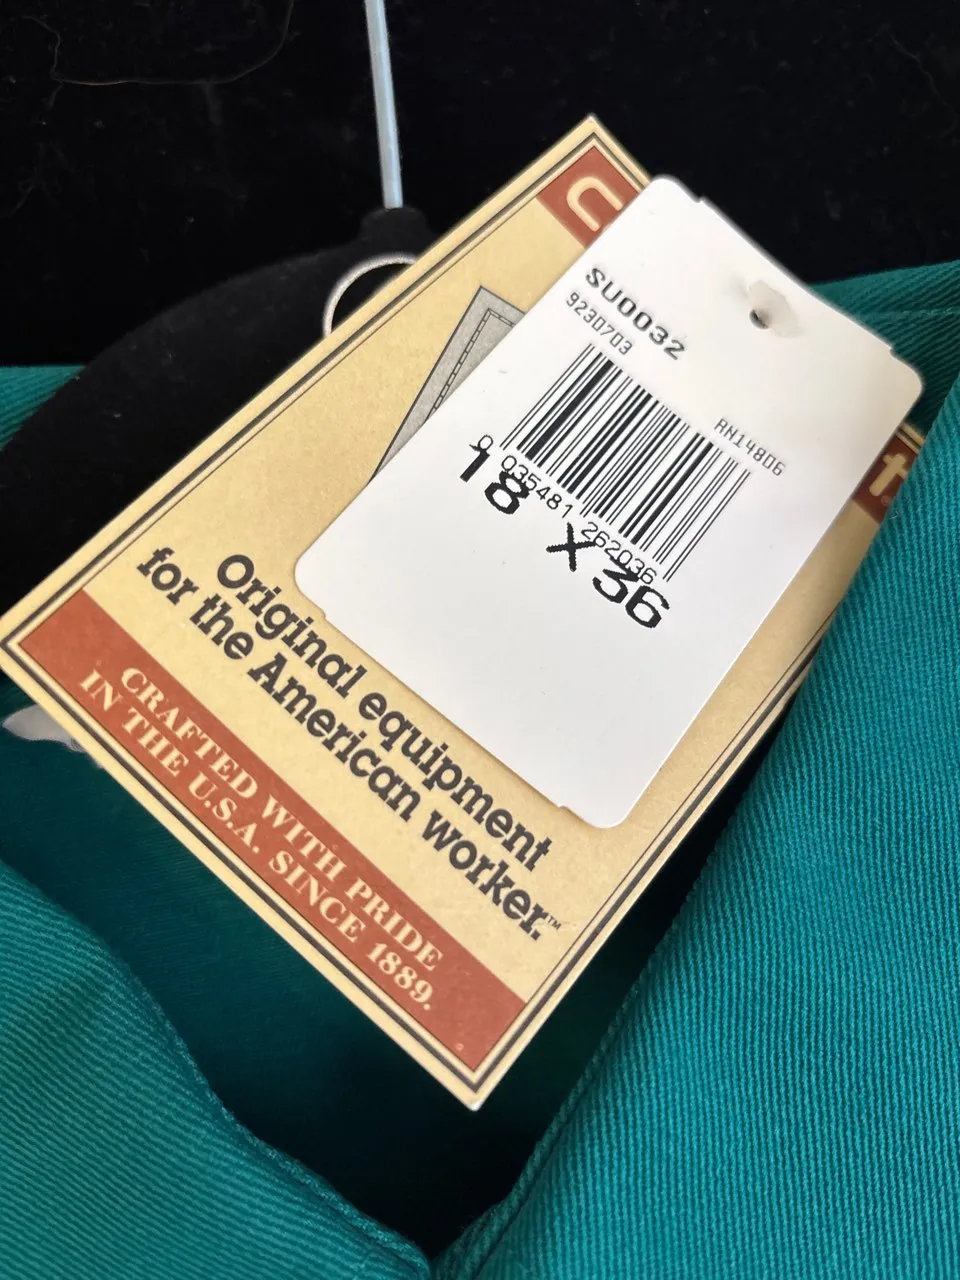 SU0032
9230703
RN14806
0 035481 262036
18 X 36
t
Original equipment
for the American worker.™
CRAFTED WITH PRIDE
IN THE U.S.A. SINCE 1889.